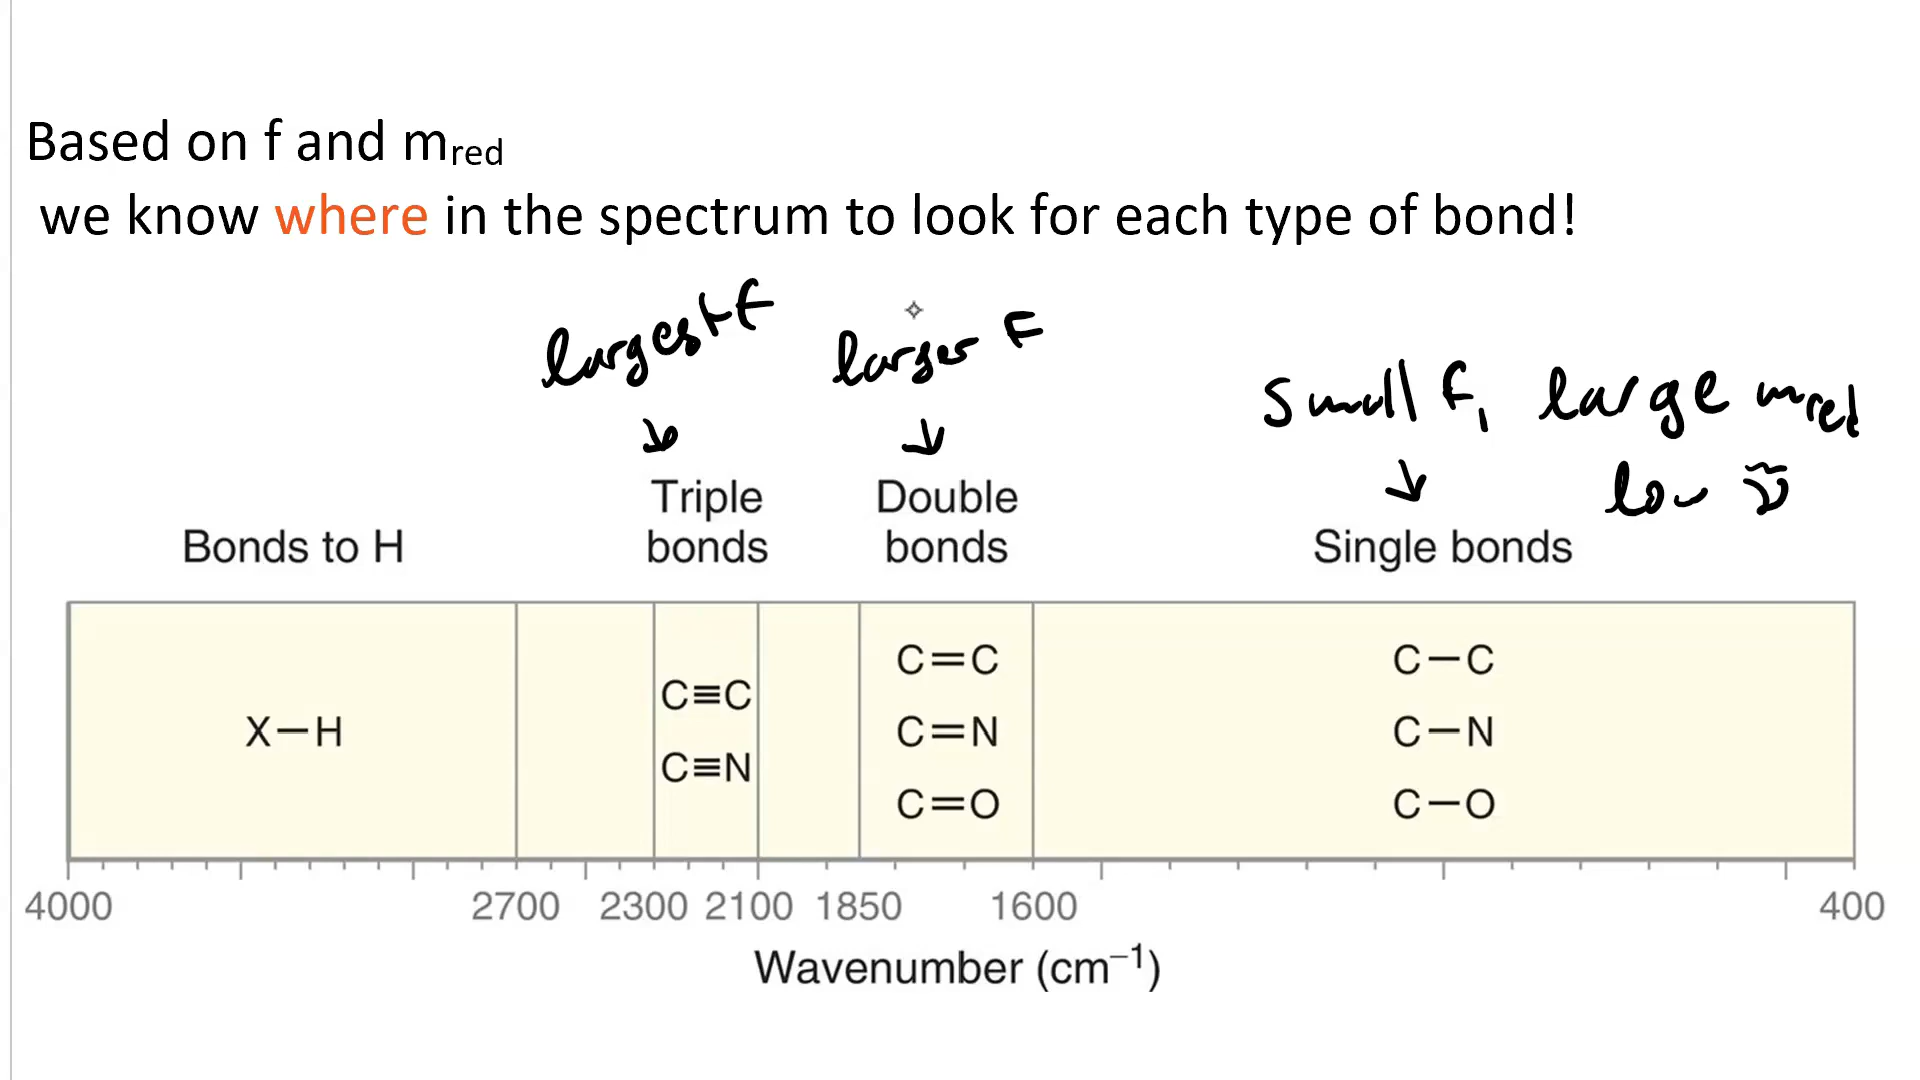 Based on f and mred
we know where in the spectrum to look for each type of bond!
largest f
larger f
small f, large mred
low ṽ
Bonds to H
Triple bonds
Double bonds
Single bonds
X—H
C≡C
C≡N
C=C
C=N
C=O
C—C
C—N
C—O
4000 2700 2300 2100 1850 1600 400
Wavenumber (cm⁻¹)